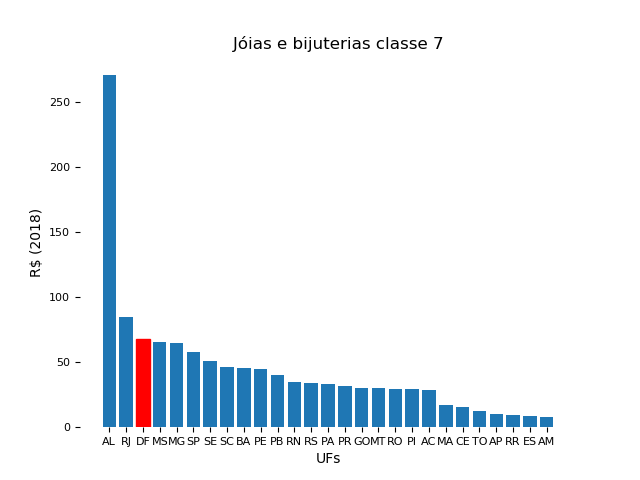 Jóias e bijuterias classe 7
R$ (2018)
250
200
150
100
50
0
AL RJ DF MS MG SP SE SC BA PE PB RN RS PA PR GO MT RO PI AC MA CE TO AP RR ES AM
UFs